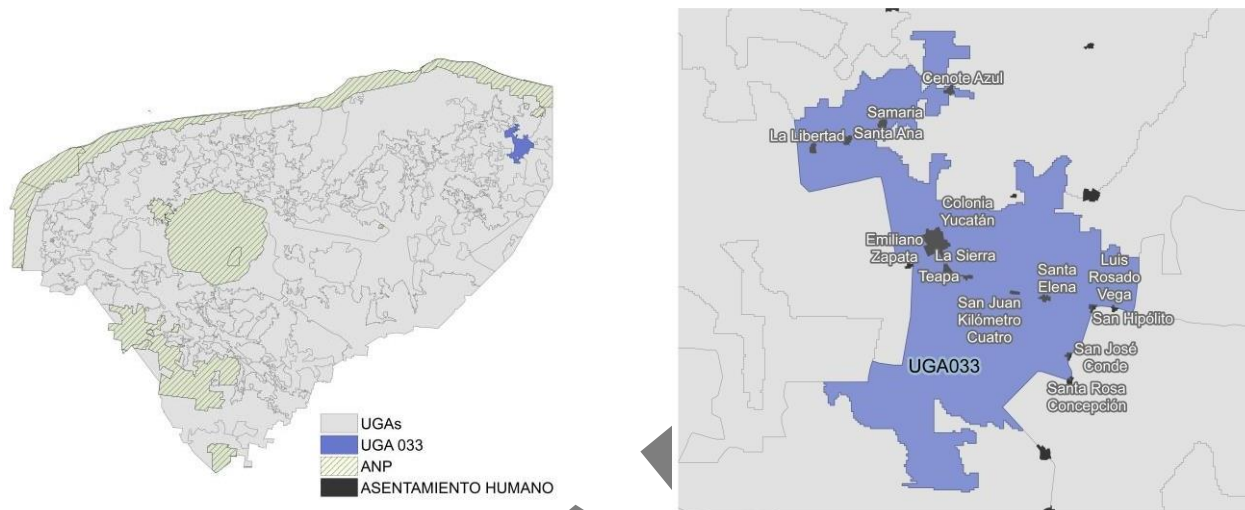 UGAs
UGA 033
ANP
ASENTAMIENTO HUMANO
Cenote Azul
Samaria
La Libertad
Santa Ana
Colonia
Yucatán
Emiliano
Zapata
La Sierra
Teapa
Luis
Rosado
Vega
Santa
Elena
San Juan
Kilómetro
Cuatro
San Hipólito
San José
Conde
UGA033
Santa Rosa
Concepción